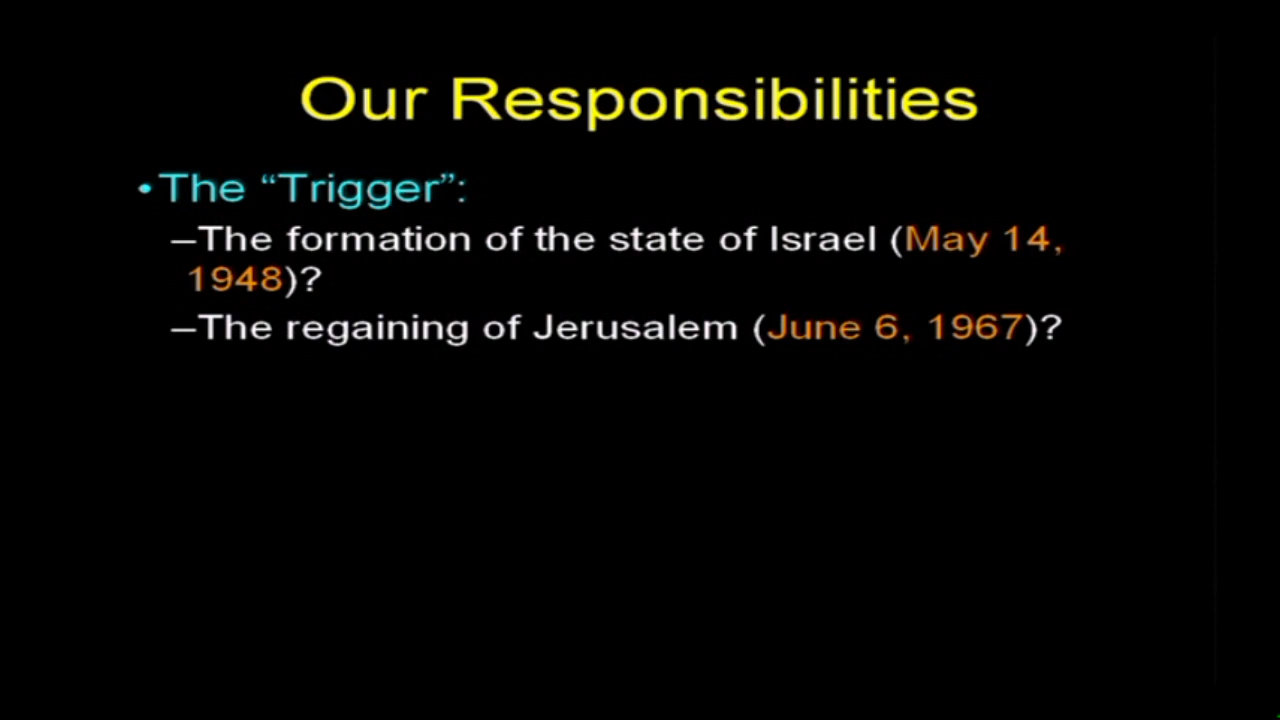 Our Responsibilities
•The “Trigger”:
–The formation of the state of Israel (May 14,
1948)?
–The regaining of Jerusalem (June 6, 1967)?